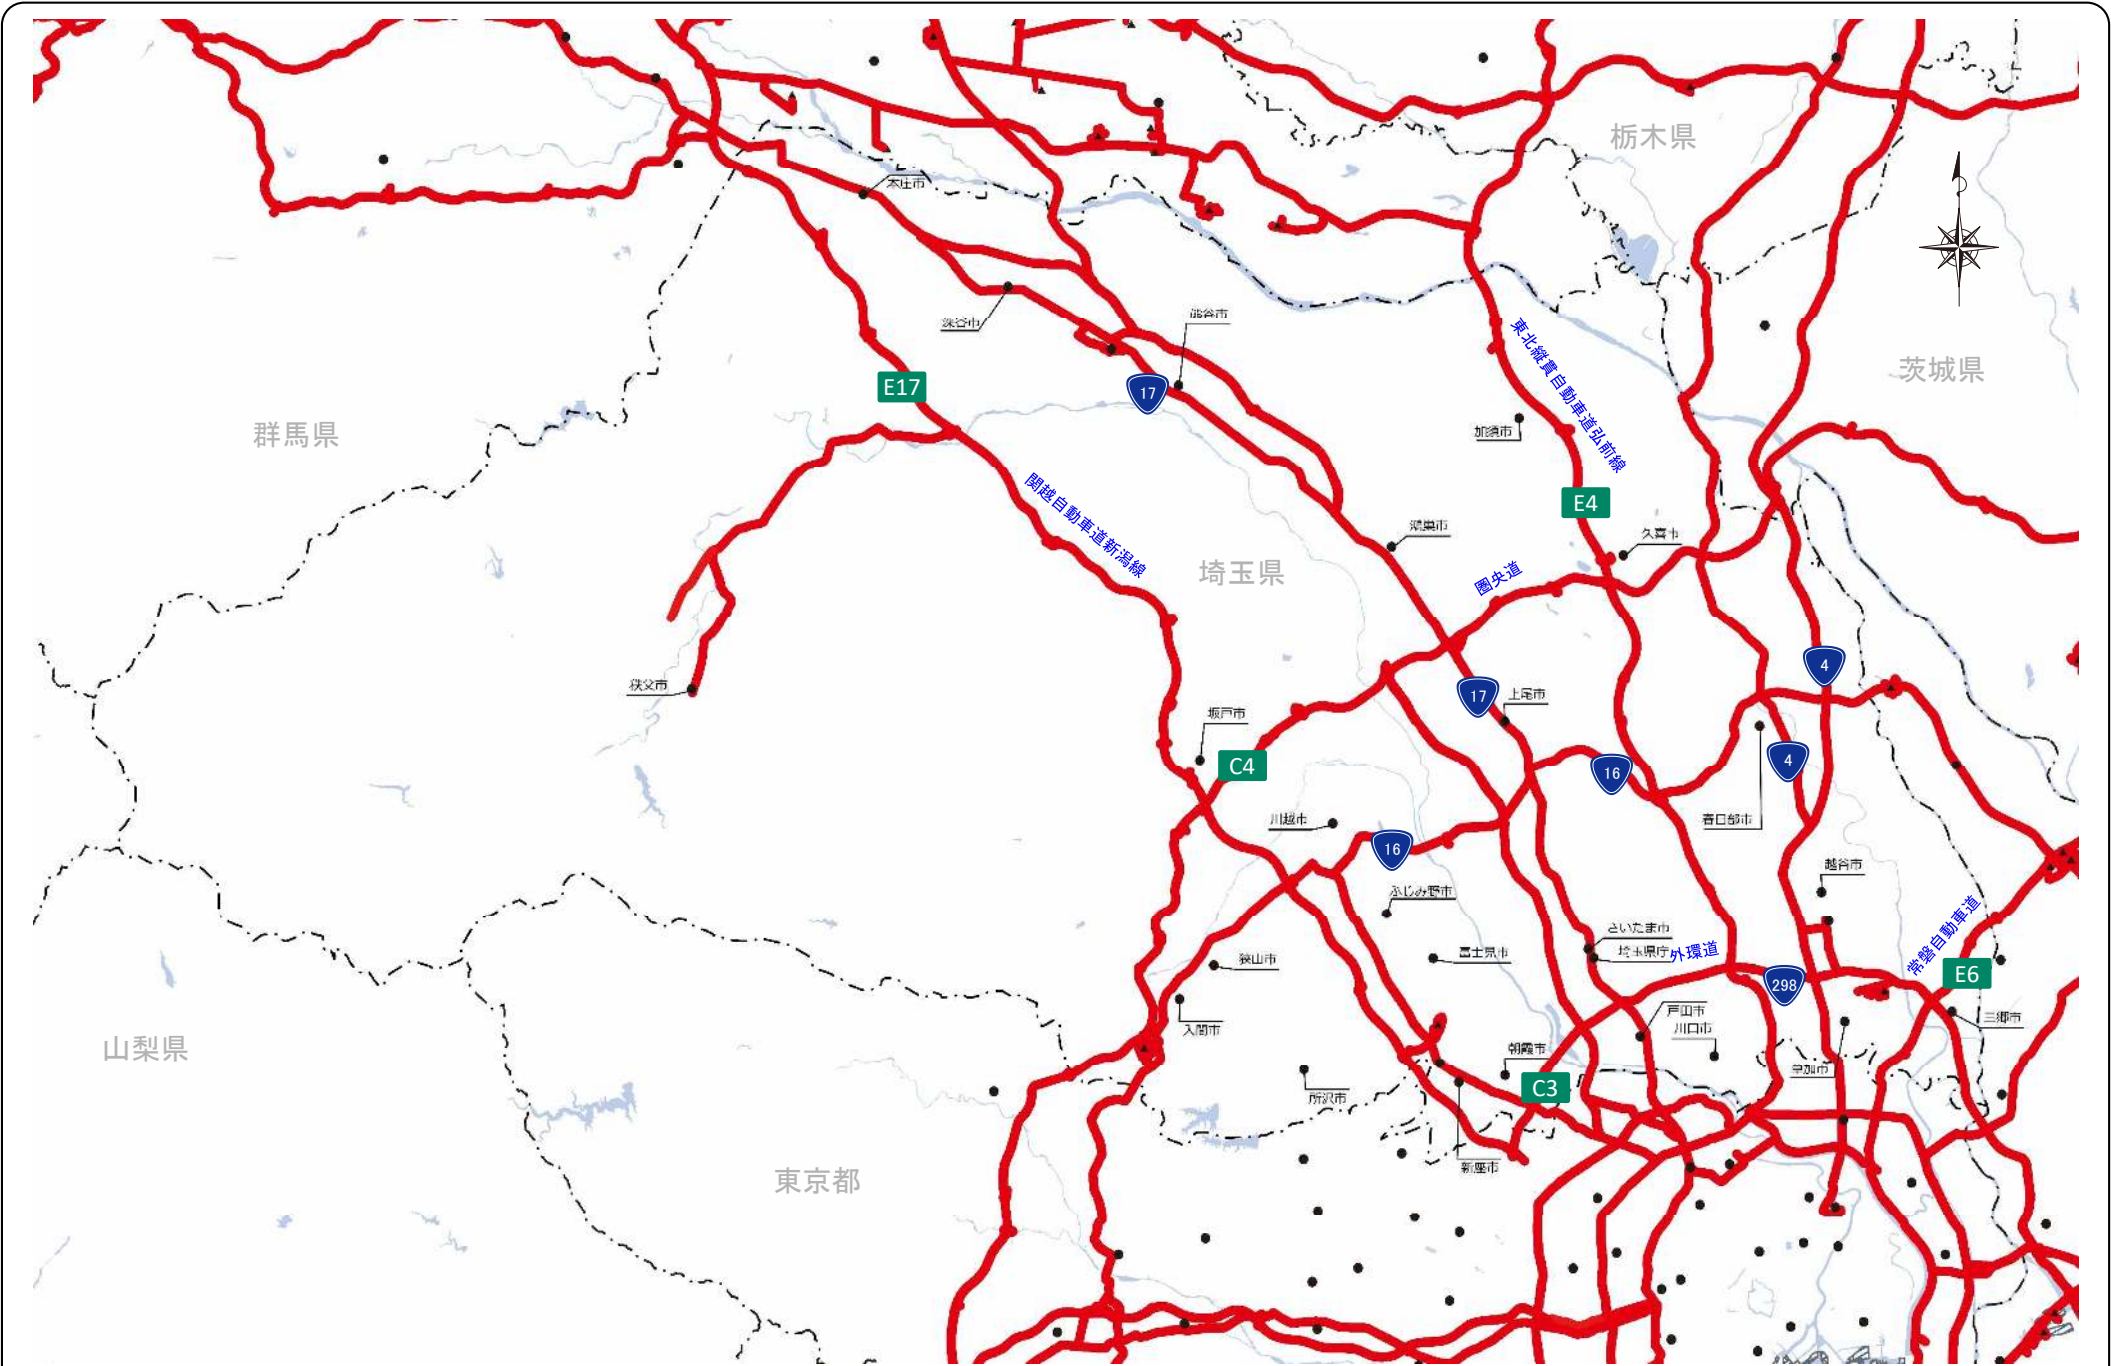 栃木県
本庄市
深谷市
熊谷市
東北縦貫自動車道弘前線
茨城県
E17
17
群馬県
加須市
関越自動車道新潟線
E4
鴻巣市
久喜市
埼玉県
圏央道
4
秩父市
17
上尾市
坂戸市
C4
16
4
川越市
春日部市
16
越谷市
ふじみ野市
さいたま市
埼玉県庁
外環道
常磐自動車道
富士見市
狭山市
E6
298
戸田市
川口市
三郷市
入間市
山梨県
朝霞市
草加市
C3
所沢市
新座市
東京都